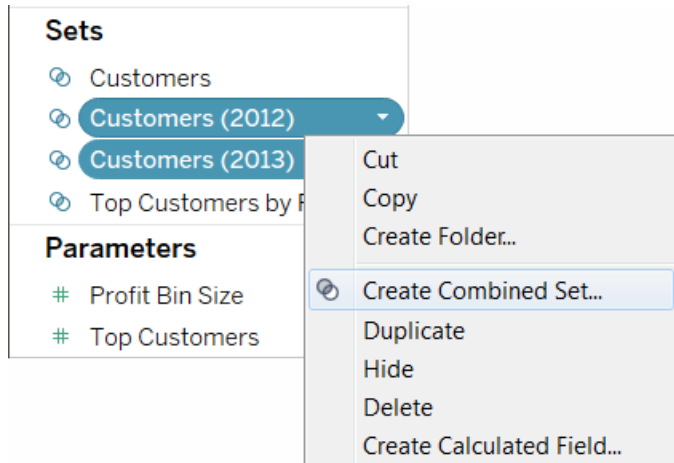 Sets
Customers
Customers (2012)
Customers (2013)
Top Customers by
Parameters
# Profit Bin Size
# Top Customers
Cut
Copy
Create Folder...
Create Combined Set...
Duplicate
Hide
Delete
Create Calculated Field...